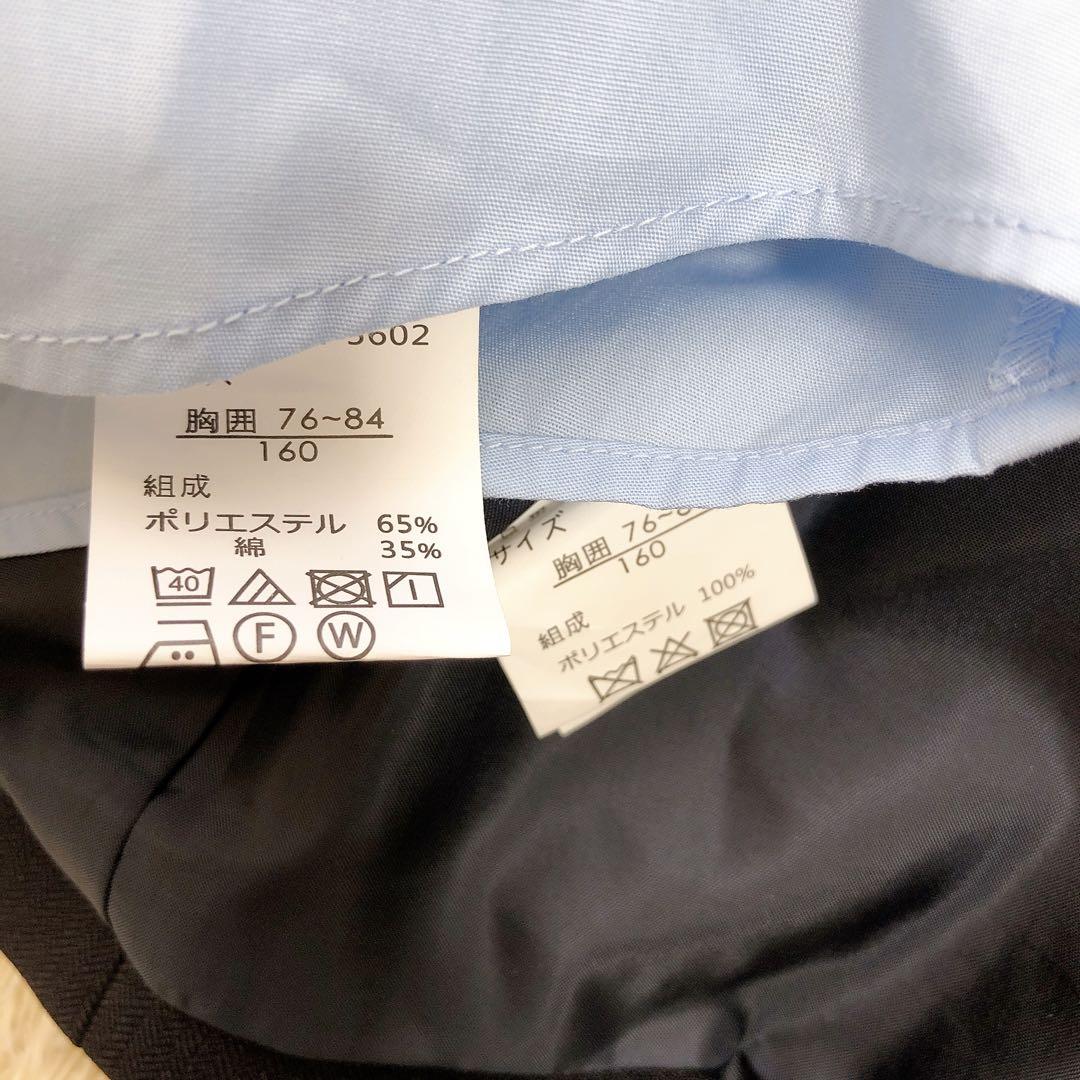 5602
胸囲 76~84
160
組成
ポリエステル 65%
綿 35%
40
F W
サイズ
胸囲 76~8
160
組成
ポリエステル 100%